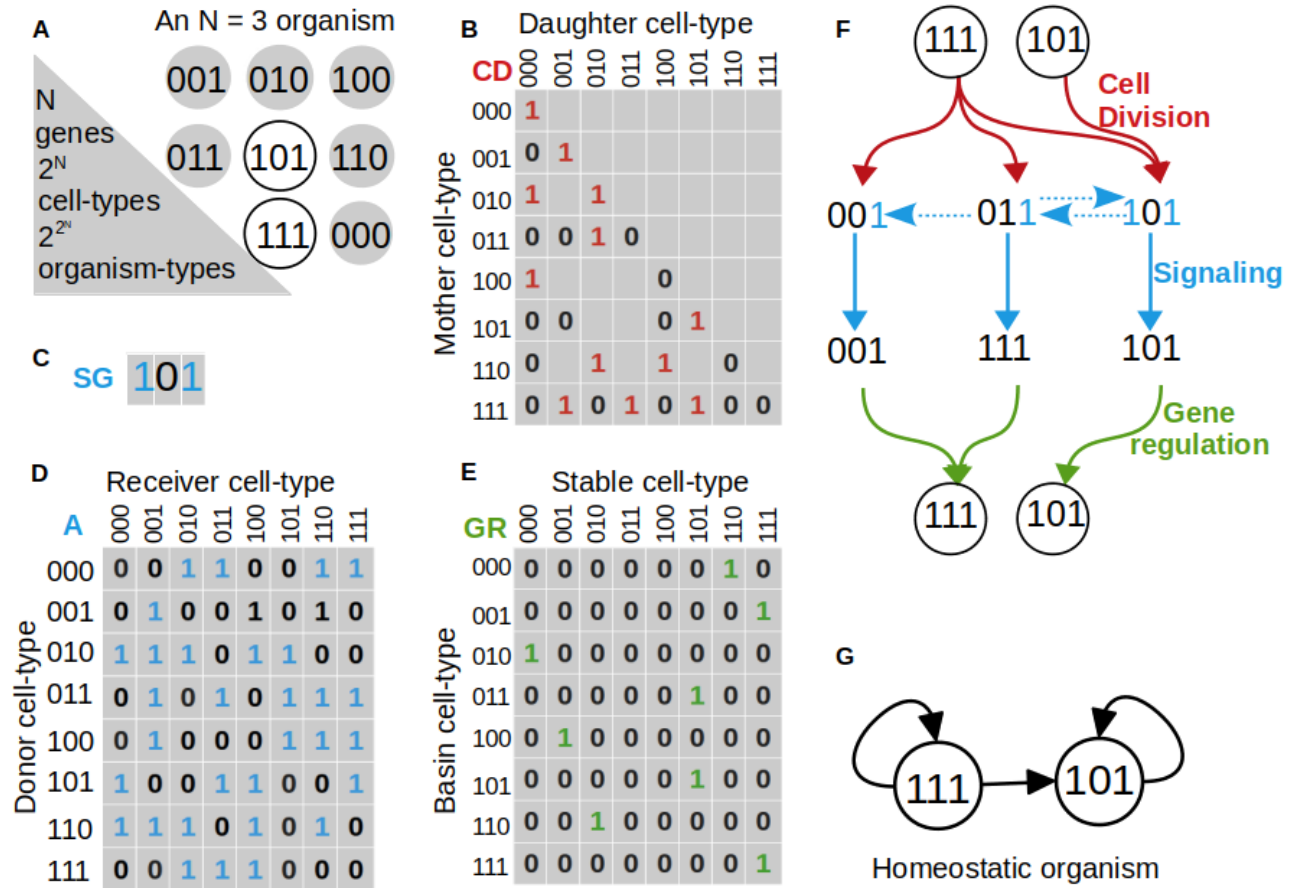 A
An N = 3 organism
001 010 100
011 101 110
111 000
N
genes
2^N
cell-types
2^2^N
organism-types
B
Daughter cell-type
CD
000 001 010 011 100 101 110 111
Mother cell-type
000 1
001 0 1
010 1 1
011 0 0 1 0
100 1 0
101 0 0 0 1
110 0 1 1 0
111 0 1 0 1 0 1 0 0
C
SG 101
D
Receiver cell-type
A
000 001 010 011 100 101 110 111
Donor cell-type
000 0 0 1 1 0 0 1 1
001 0 1 0 0 1 0 1 0
010 1 1 1 0 1 1 0 0
011 0 1 0 1 0 1 1 1
100 0 1 0 0 0 1 1 1
101 1 0 0 1 1 0 0 1
110 1 1 1 0 1 0 1 0
111 0 0 1 1 1 0 0 0
E
Stable cell-type
GR
000 001 010 011 100 101 110 111
Basin cell-type
000 0 0 0 0 0 0 1 0
001 0 0 0 0 0 0 0 1
010 1 0 0 0 0 0 0 0
011 0 0 0 0 0 1 0 0
100 0 1 0 0 0 0 0 0
101 0 0 0 0 0 1 0 0
110 0 0 1 0 0 0 0 0
111 0 0 0 0 0 0 0 1
F
111 101
Cell
Division
001 011 101
Signaling
001 111 101
Gene
regulation
111 101
G
111 101
Homeostatic organism